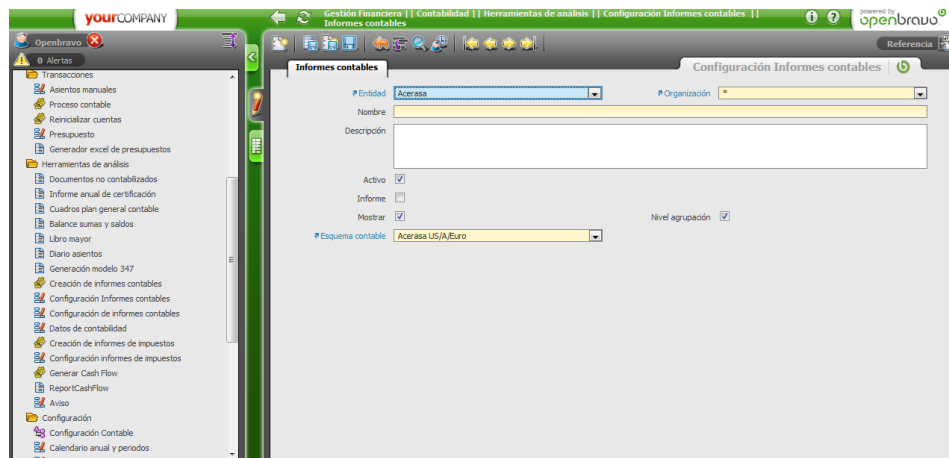 yourCOMPANY
Gestión Financiera || Contabilidad || Herramientas de análisis || Configuración Informes contables ||
Informes contables
powered by
openbravo
Openbravo
0 Alertas
Referencia
Transacciones
Asientos manuales
Proceso contable
Reinicializar cuentas
Presupuesto
Generador excel de presupuestos
Herramientas de análisis
Documentos no contabilizados
Informe anual de certificación
Cuadros plan general contable
Balance sumas y saldos
Libro mayor
Diario asientos
Generación modelo 347
Creación de informes contables
Configuración Informes contables
Configuración de informes contables
Datos de contabilidad
Creación de informes de impuestos
Configuración informes de impuestos
Generar Cash Flow
ReportCashFlow
Aviso
Configuración
Configuración Contable
Calendario anual y periodos
Informes contables
Configuración Informes contables
Entidad Acerasa
Organización *
Nombre
Descripción
Activo
Informe
Mostrar
Nivel agrupación
Esquema contable Acerasa US/A/Euro